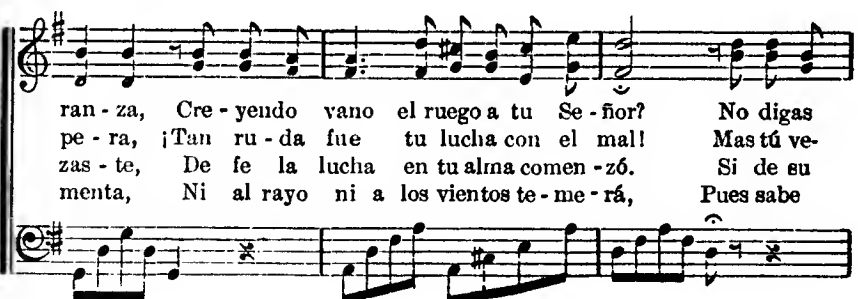 ran - za, Cre - yendo vano el ruego a tu Se - ñor? No digas
pe - ra, ¡Tan ru - da fue tu lucha con el mal! Mas tú ve-
zas - te, De fe la lucha en tu alma comen - zó. Si de su
menta, Ni al rayo ni a los vientos te - me - rá, Pues sabe